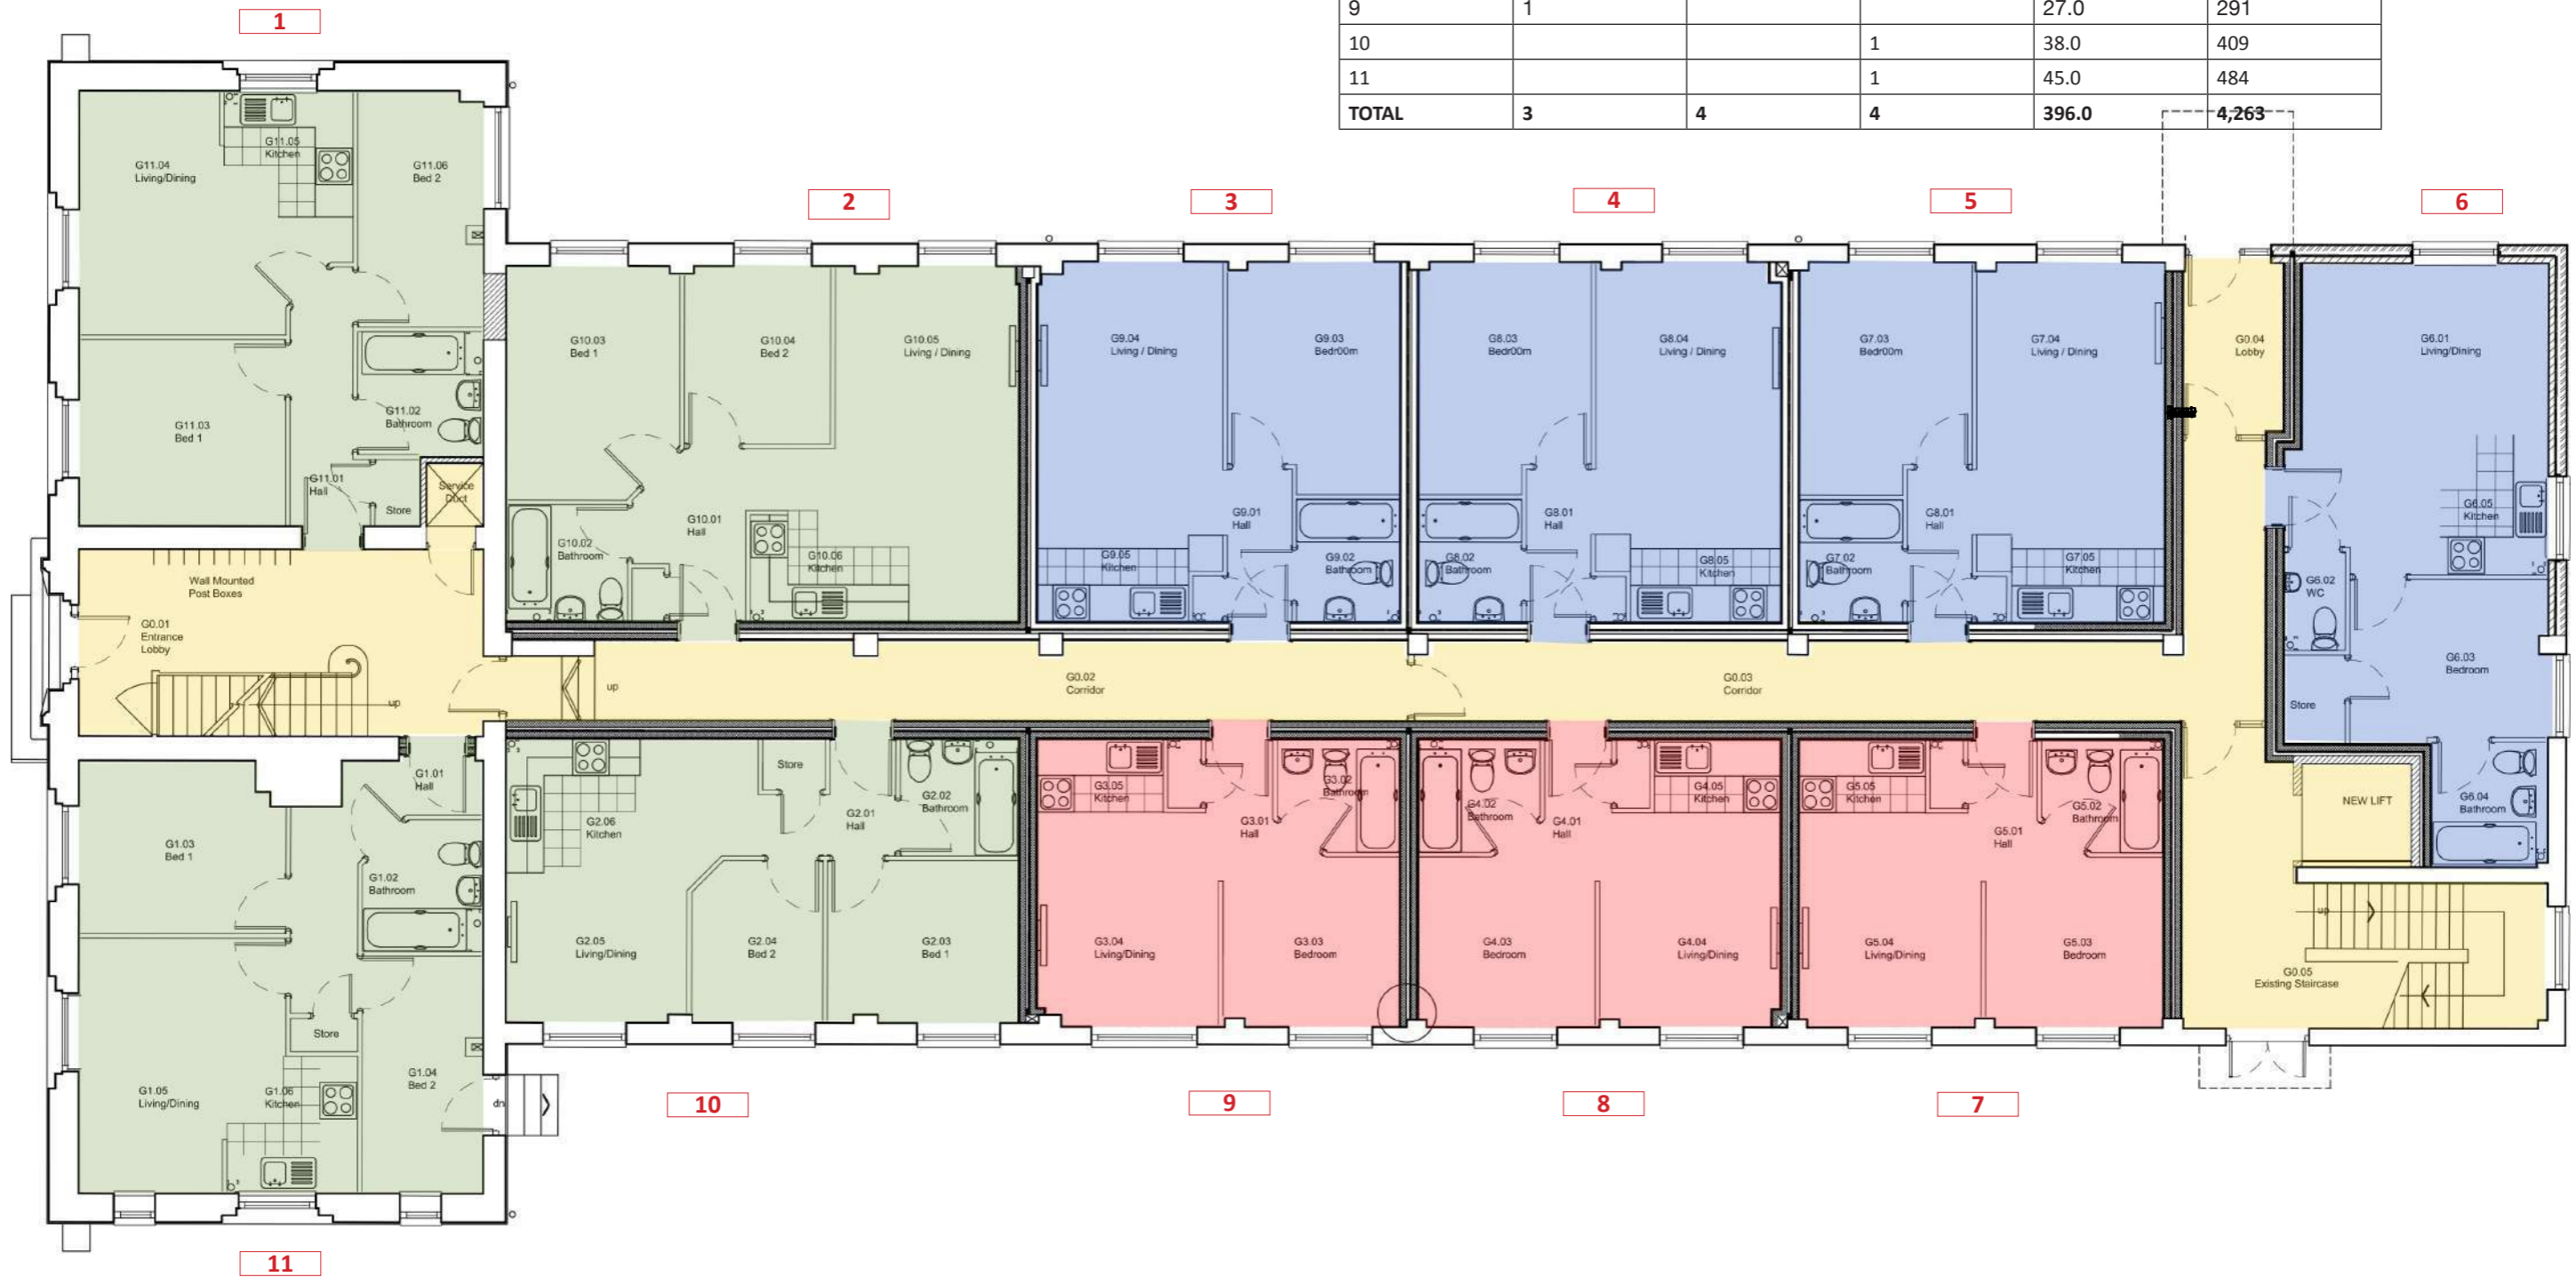 9 1 27.0 291
10 1 38.0 409
11 1 45.0 484
TOTAL 3 4 4 396.0 4,263
1
2
3
4
5
6
G11.04
Living/Dining
G11.05
Kitchen
G11.06
Bed 2
G11.03
Bed 1
G11.02
Bathroom
G11.01
Hall
Store
Service
Duct
G10.03
Bed 1
G10.04
Bed 2
G10.05
Living / Dining
G10.02
Bathroom
G10.01
Hall
G10.06
Kitchen
G9.04
Living / Dining
G9.03
Bedr00m
G9.01
Hall
G9.05
Kitchen
G9.02
Bathroom
G8.03
Bedr00m
G8.04
Living / Dining
G8.01
Hall
G8.02
Bathroom
G8.05
Kitchen
G7.03
Bedr00m
G7.04
Living / Dining
G8.01
Hall
G7.02
Bathroom
G7.05
Kitchen
G0.04
Lobby
G6.01
Living/Dining
G6.05
Kitchen
G6.02
WC
G6.03
Bedroom
Store
G6.04
Bathroom
NEW LIFT
Wall Mounted
Post Boxes
G0.01
Entrance
Lobby
up
up
G0.02
Corridor
G0.03
Corridor
G1.01
Hall
G1.03
Bed 1
G1.02
Bathroom
Store
G1.05
Living/Dining
G1.06
Kitchen
G1.04
Bed 2
dn
Store
G2.06
Kitchen
G2.01
Hall
G2.02
Bathroom
G2.05
Living/Dining
G2.04
Bed 2
G2.03
Bed 1
G3.05
Kitchen
G3.02
Bathroom
G3.01
Hall
G3.04
Living/Dining
G3.03
Bedroom
G4.02
Bathroom
G4.01
Hall
G4.05
Kitchen
G4.03
Bedroom
G4.04
Living/Dining
G5.05
Kitchen
G5.02
Bathroom
G5.01
Hall
G5.04
Living/Dining
G5.03
Bedroom
up
G0.05
Existing Staircase
10
9
8
7
11